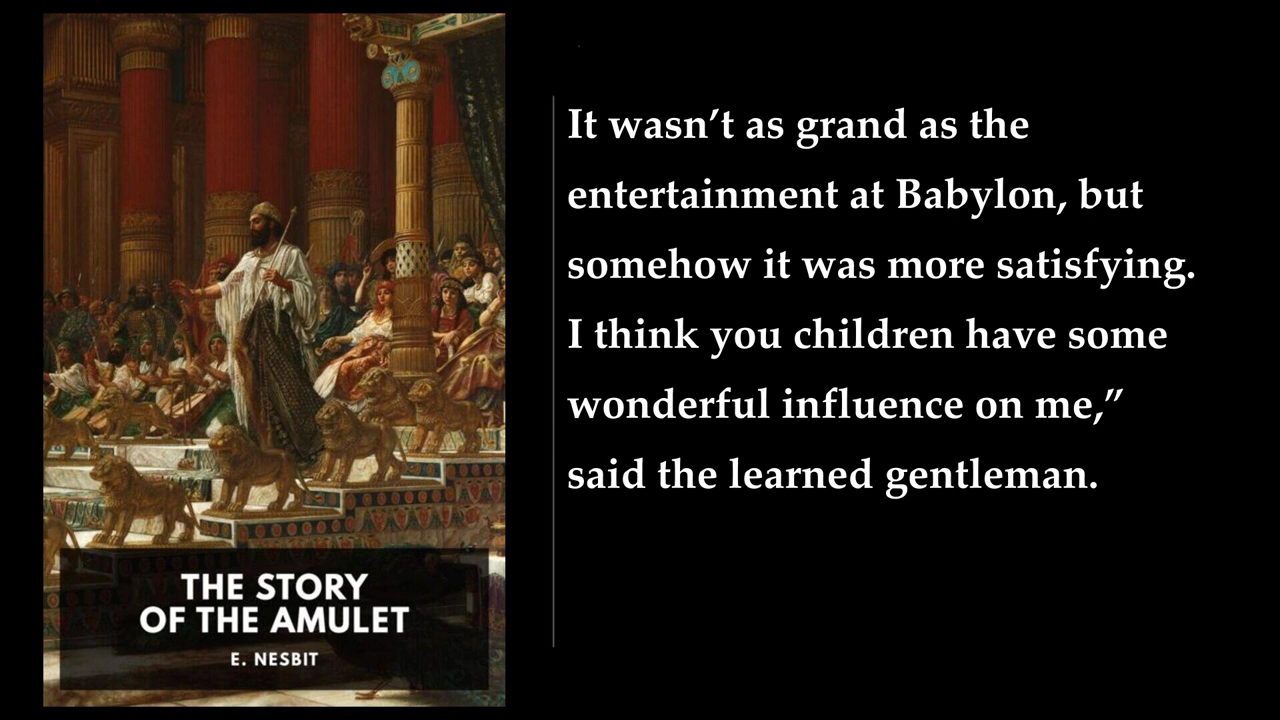 THE STORY
OF THE AMULET
E. NESBIT
It wasn’t as grand as the
entertainment at Babylon, but
somehow it was more satisfying.
I think you children have some
wonderful influence on me,”
said the learned gentleman.